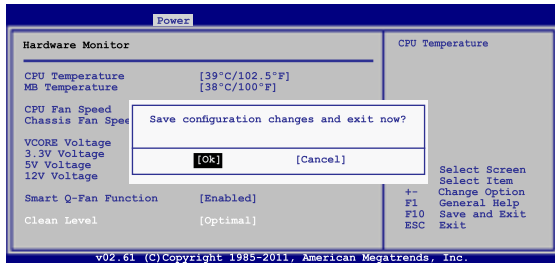 Power
Hardware Monitor
CPU Temperature
CPU Temperature [39°C/102.5°F]
MB Temperature [38°C/100°F]
CPU Fan Speed
Chassis Fan Spee
Save configuration changes and exit now?
[Ok] [Cancel]
VCORE Voltage
3.3V Voltage
5V Voltage
12V Voltage
Smart Q-Fan Function [Enabled]
Clean Level [Optimal]
Select Screen
Select Item
+- Change Option
F1 General Help
F10 Save and Exit
ESC Exit
v02.61 (C)Copyright 1985-2011, American Megatrends, Inc.